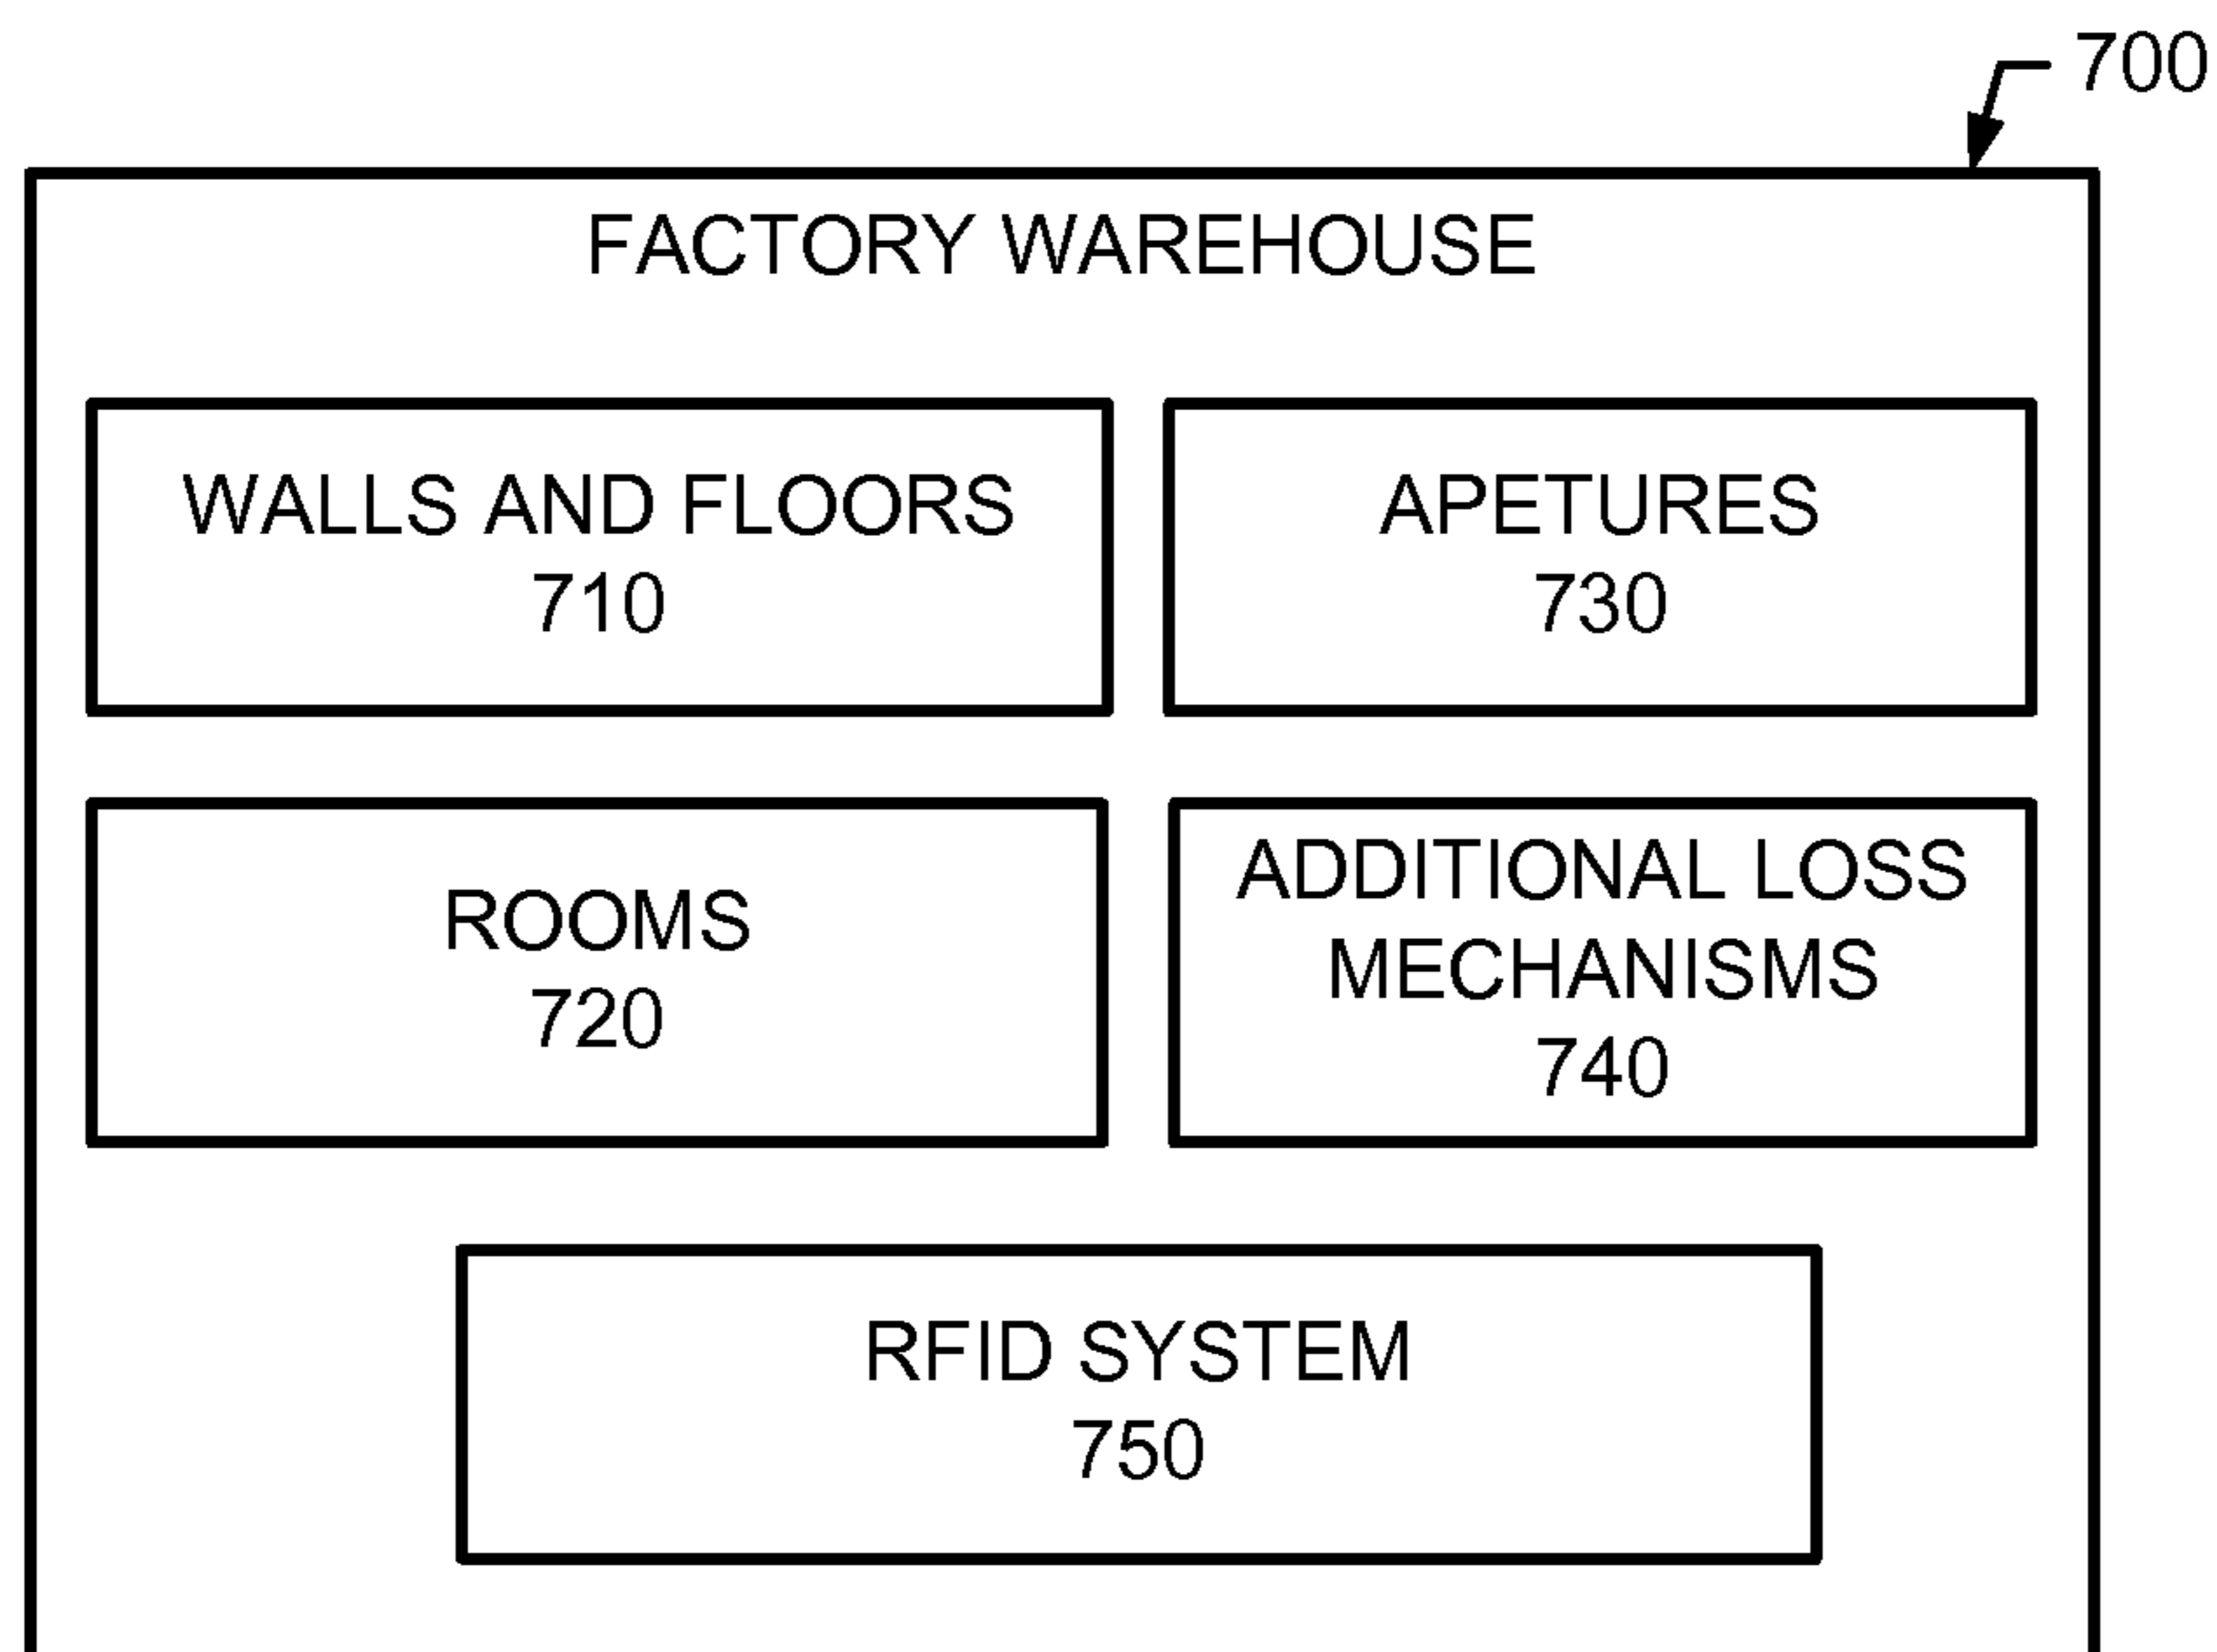 700
FACTORY WAREHOUSE
WALLS AND FLOORS
710
APETURES
730
ROOMS
720
ADDITIONAL LOSS
MECHANISMS
740
RFID SYSTEM
750